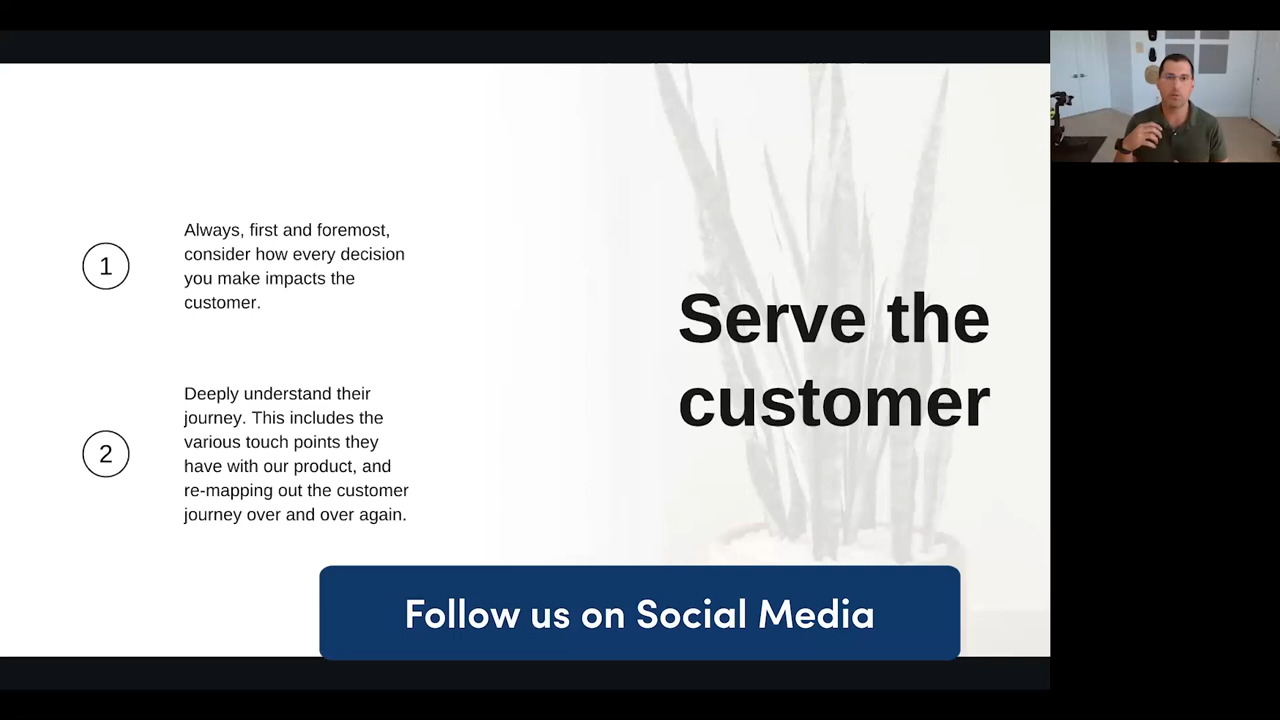 1
Always, first and foremost,
consider how every decision
you make impacts the
customer.
2
Deeply understand their
journey. This includes the
various touch points they
have with our product, and
re-mapping out the customer
journey over and over again.
Serve the
customer
Follow us on Social Media